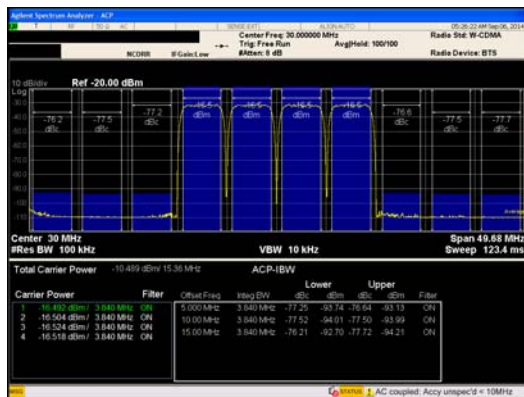 Agilent Spectrum Analyzer - ACP
T RF 50 Ω AC SENSE:EXT ALIGN AUTO 05:26:22 AM Sep 06, 2014
Center Freq: 30.000000 MHz Radio Std: W-CDMA
Trig: Free Run Avg|Held: 100/100
NCORR IFGain:Low #Atten: 8 dB Radio Device: BTS
10 dB/div Ref -20.00 dBm
Log
-16.5 dBm -16.5 dBm -16.5 dBm -16.5 dBm
-76.2 dBc -77.5 dBc -77.2 dBc -76.6 dBc -77.5 dBc -77.7 dBc
Center 30 MHz Span 49.68 MHz
#Res BW 100 kHz VBW 10 kHz Sweep 123.4 ms
Total Carrier Power -10.489 dBm/ 15.36 MHz ACP-IBW
Lower Upper
Carrier Power Filter Offset Freq Integ BW dBc dBm dBc dBm Filter
1 -16.492 dBm / 3.840 MHz ON 5.000 MHz 3.840 MHz -77.25 -93.74 -76.64 -93.13 ON
2 -16.504 dBm / 3.840 MHz ON 10.00 MHz 3.840 MHz -77.52 -94.01 -77.50 -93.99 ON
3 -16.524 dBm / 3.840 MHz ON 15.00 MHz 3.840 MHz -76.21 -92.70 -77.72 -94.21 ON
4 -16.518 dBm / 3.840 MHz ON
MSG STATUS AC coupled: Accy unspec'd < 10MHz